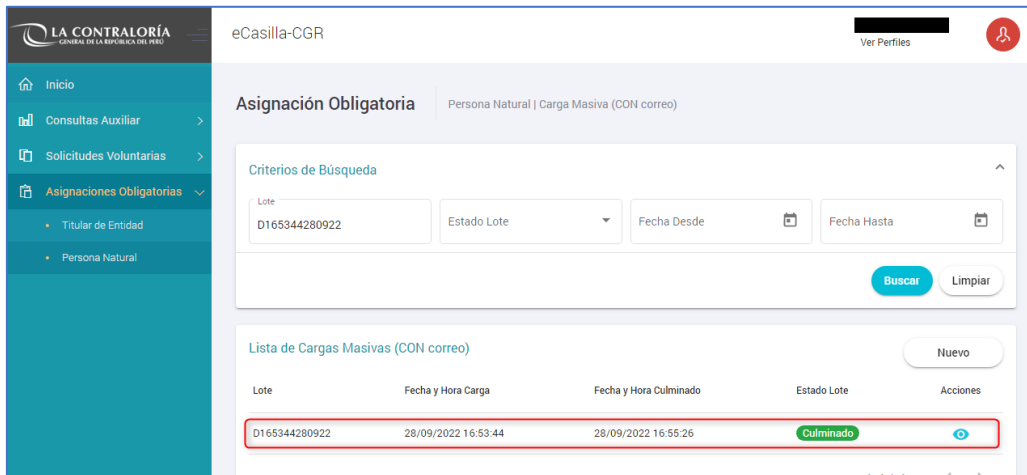 LA CONTRALORÍA
GENERAL DE LA REPÚBLICA DEL PERÚ
eCasilla-CGR
Ver Perfiles
Inicio
Consultas Auxiliar
Solicitudes Voluntarias
Asignaciones Obligatorias
Titular de Entidad
Persona Natural
Asignación Obligatoria
Persona Natural | Carga Masiva (CON correo)
Criterios de Búsqueda
Lote
D165344280922 Estado Lote Fecha Desde Fecha Hasta
Buscar Limpiar
Lista de Cargas Masivas (CON correo) Nuevo
Lote Fecha y Hora Carga Fecha y Hora Culminado Estado Lote Acciones
D165344280922 28/09/2022 16:53:44 28/09/2022 16:55:26 Culminado